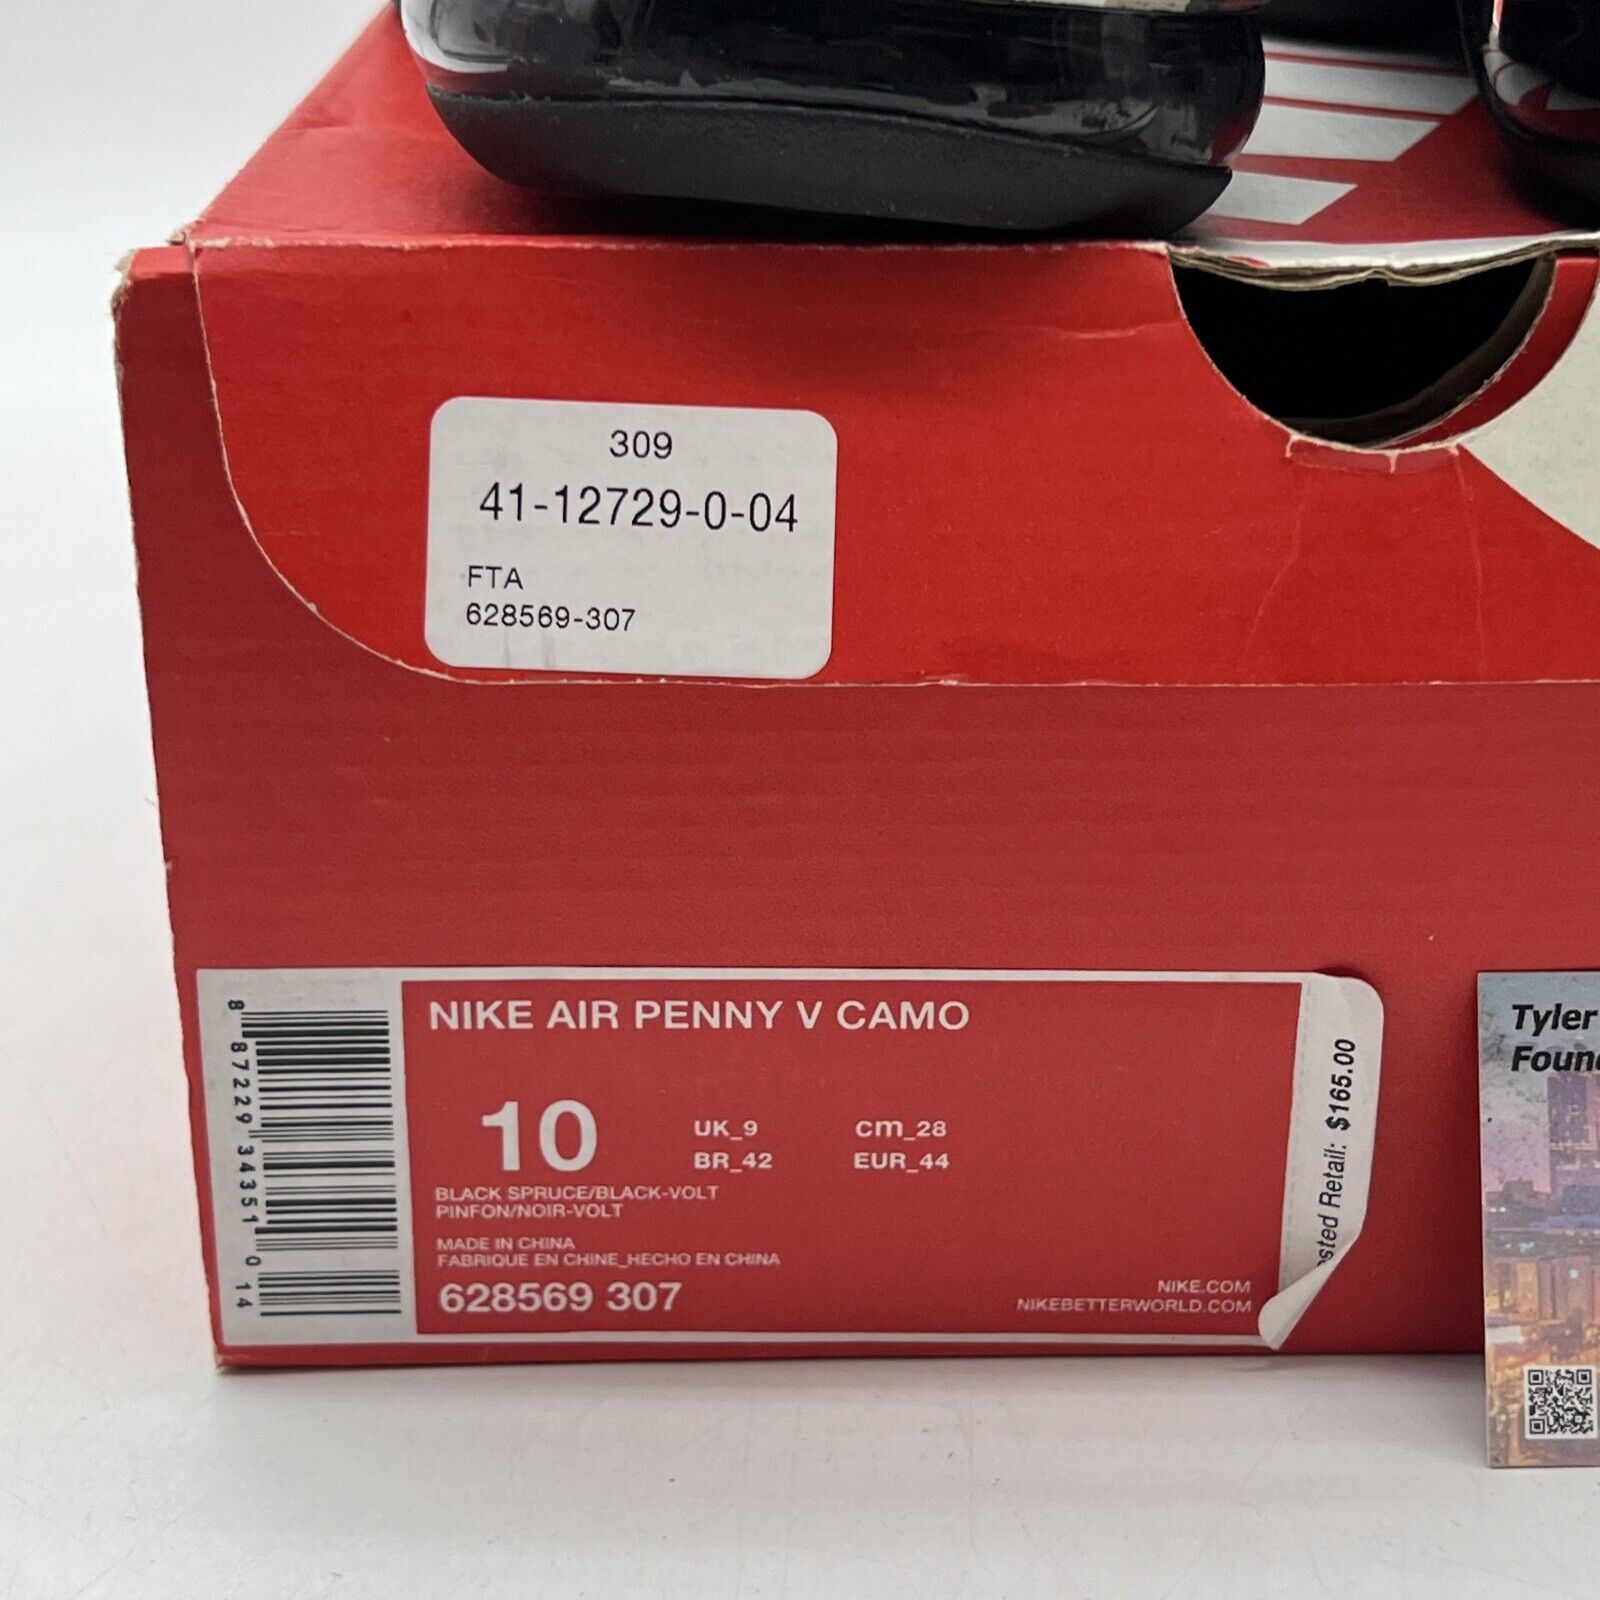 309
41-12729-0-04
FTA
628569-307
NIKE AIR PENNY V CAMO
10
UK_9
cm_28
BR_42
EUR_44
BLACK SPRUCE/BLACK-VOLT
PINFON/NOIR-VOLT
MADE IN CHINA
FABRIQUE EN CHINE_HECHO EN CHINA
628569 307
NIKE.COM
NIKEBETTERWORLD.COM
8 87229 34351 0 14
Retail: $165.00
Tyler